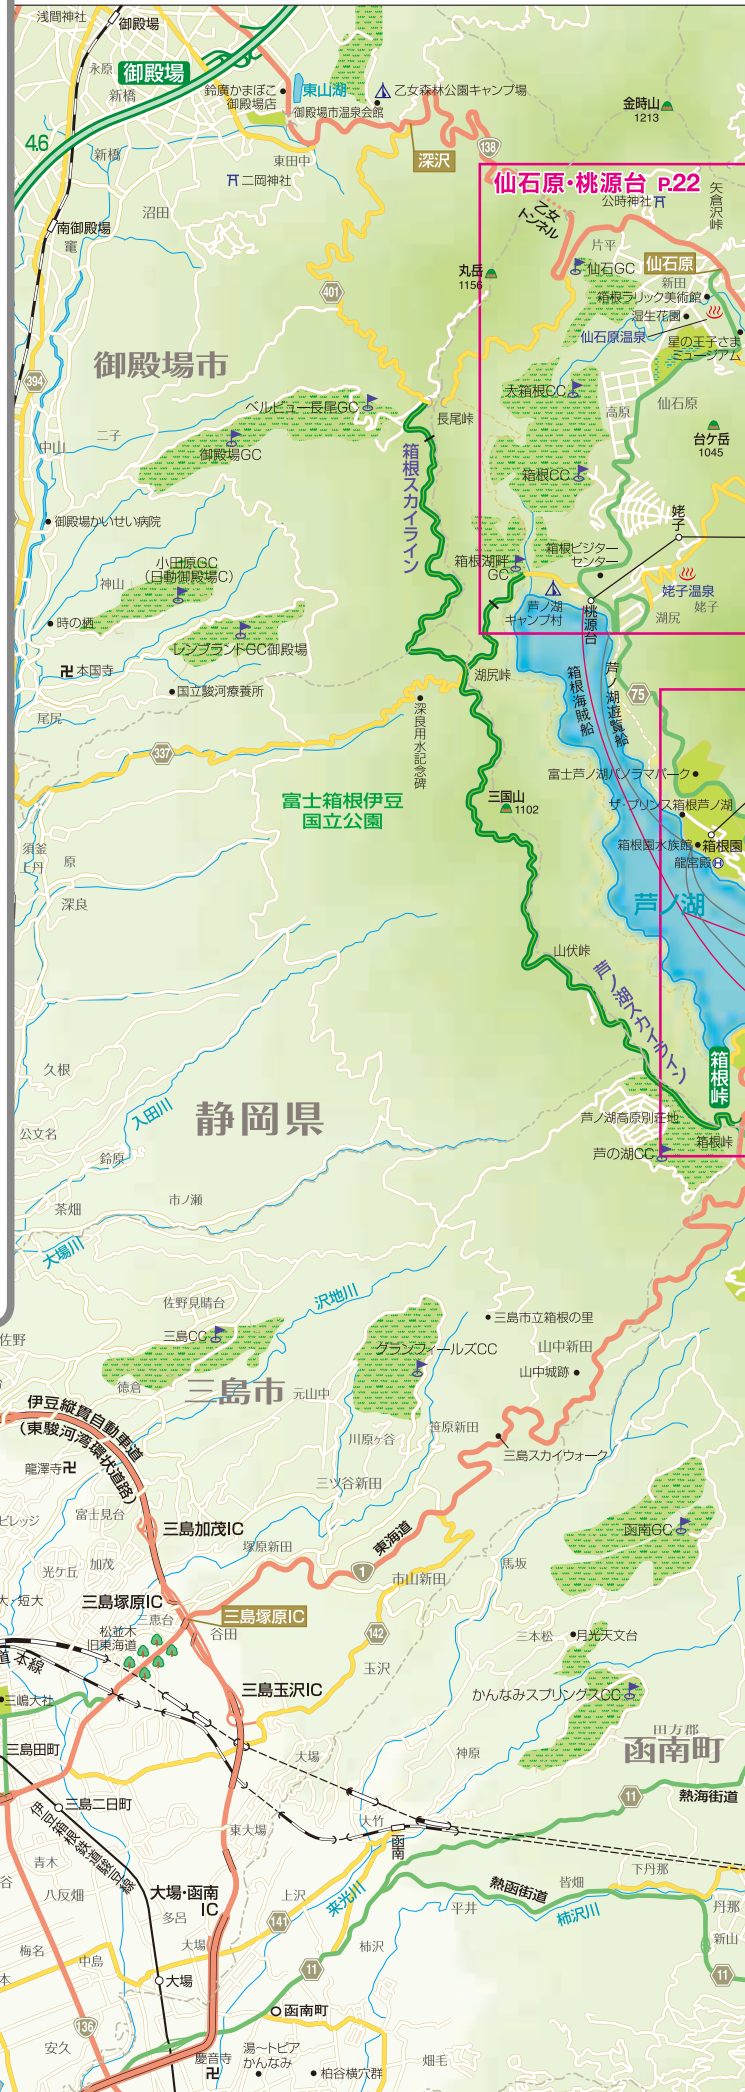 浅間神社
御殿場
永原
新橋
御殿場
鈴廣かまぼこ
御殿場店
東山湖
乙女森林公園キャンプ場
御殿場市温泉会館
金時山
1213
4.6
新橋
東田中
深沢
138
二岡神社
仙石原・桃源台 P.22
乙女
トンネル
公時神社
矢倉沢峠
沼田
南御殿場
竈
片平
丸岳
1156
仙石GC
仙石原
新田
401
箱根ラリック美術館
湿生花園
仙石原温泉
星の王子さま
ミュージアム
御殿場市
394
ベルビュー長尾GC
大箱根CC
仙石原
高原
長尾峠
二子
中山
御殿場GC
台ケ岳
1045
箱根スカイライン
箱根CC
御殿場かいせい病院
姥子
小田原GC
(日動御殿場C)
神山
箱根湖畔
GC
箱根ビジター
センター
姥子温泉
姥子
芦ノ湖
キャンプ村
桃源台
湖尻
時の栖
レンブランドGC御殿場
本国寺
国立駿河療養所
湖尻峠
箱根海賊船
芦ノ湖遊覧船
75
尾尻
深良用水記念碑
337
富士芦ノ湖パノラマパーク
富士箱根伊豆
国立公園
三国山
1102
ザ・プリンス箱根芦ノ湖
箱根園水族館
箱根園
龍宮殿
須釜
上丹
原
深良
芦ノ湖
山伏峠
芦ノ湖スカイライン
久根
入田川
静岡県
箱根峠
公文名
芦ノ湖高原別荘地
箱根峠
鈴原
芦の湖CC
茶畑
市ノ瀬
大場川
沢地川
佐野見晴台
三島市立箱根の里
佐野
三島CC
グランフィールズCC
山中新田
山中城跡
徳倉
三島市
元山中
伊豆縦貫自動車道
(東駿河湾環状道路)
川原ヶ谷
笹原新田
三島スカイウォーク
龍澤寺
三ツ谷新田
ビレッジ
富士見台
三島加茂IC
函南GC
東海道
塚原新田
加茂
光ケ丘
1
市山新田
馬坂
大・短大
三島塚原IC
三恵台
三島塚原IC
松並木
旧東海道
谷田
142
三本松
月光天文台
道本線
玉沢
三嶋大社
三島玉沢IC
かんなみスプリングスCC
田方郡
函南町
三島田町
大場
神原
11
熱海街道
三島二日町
伊豆箱根鉄道駿豆線
東大場
大竹
函南
青木
谷
八反畑
大場・函南
IC
上沢
来光川
熱函街道
皆畑
下丹那
多呂
141
平井
柿沢川
丹那
大場
柿沢
新山
梅名
中島
11
11
本
大場
函南町
136
安久
慶音寺
湯〜トピア
かんなみ
柏谷横穴群
畑毛